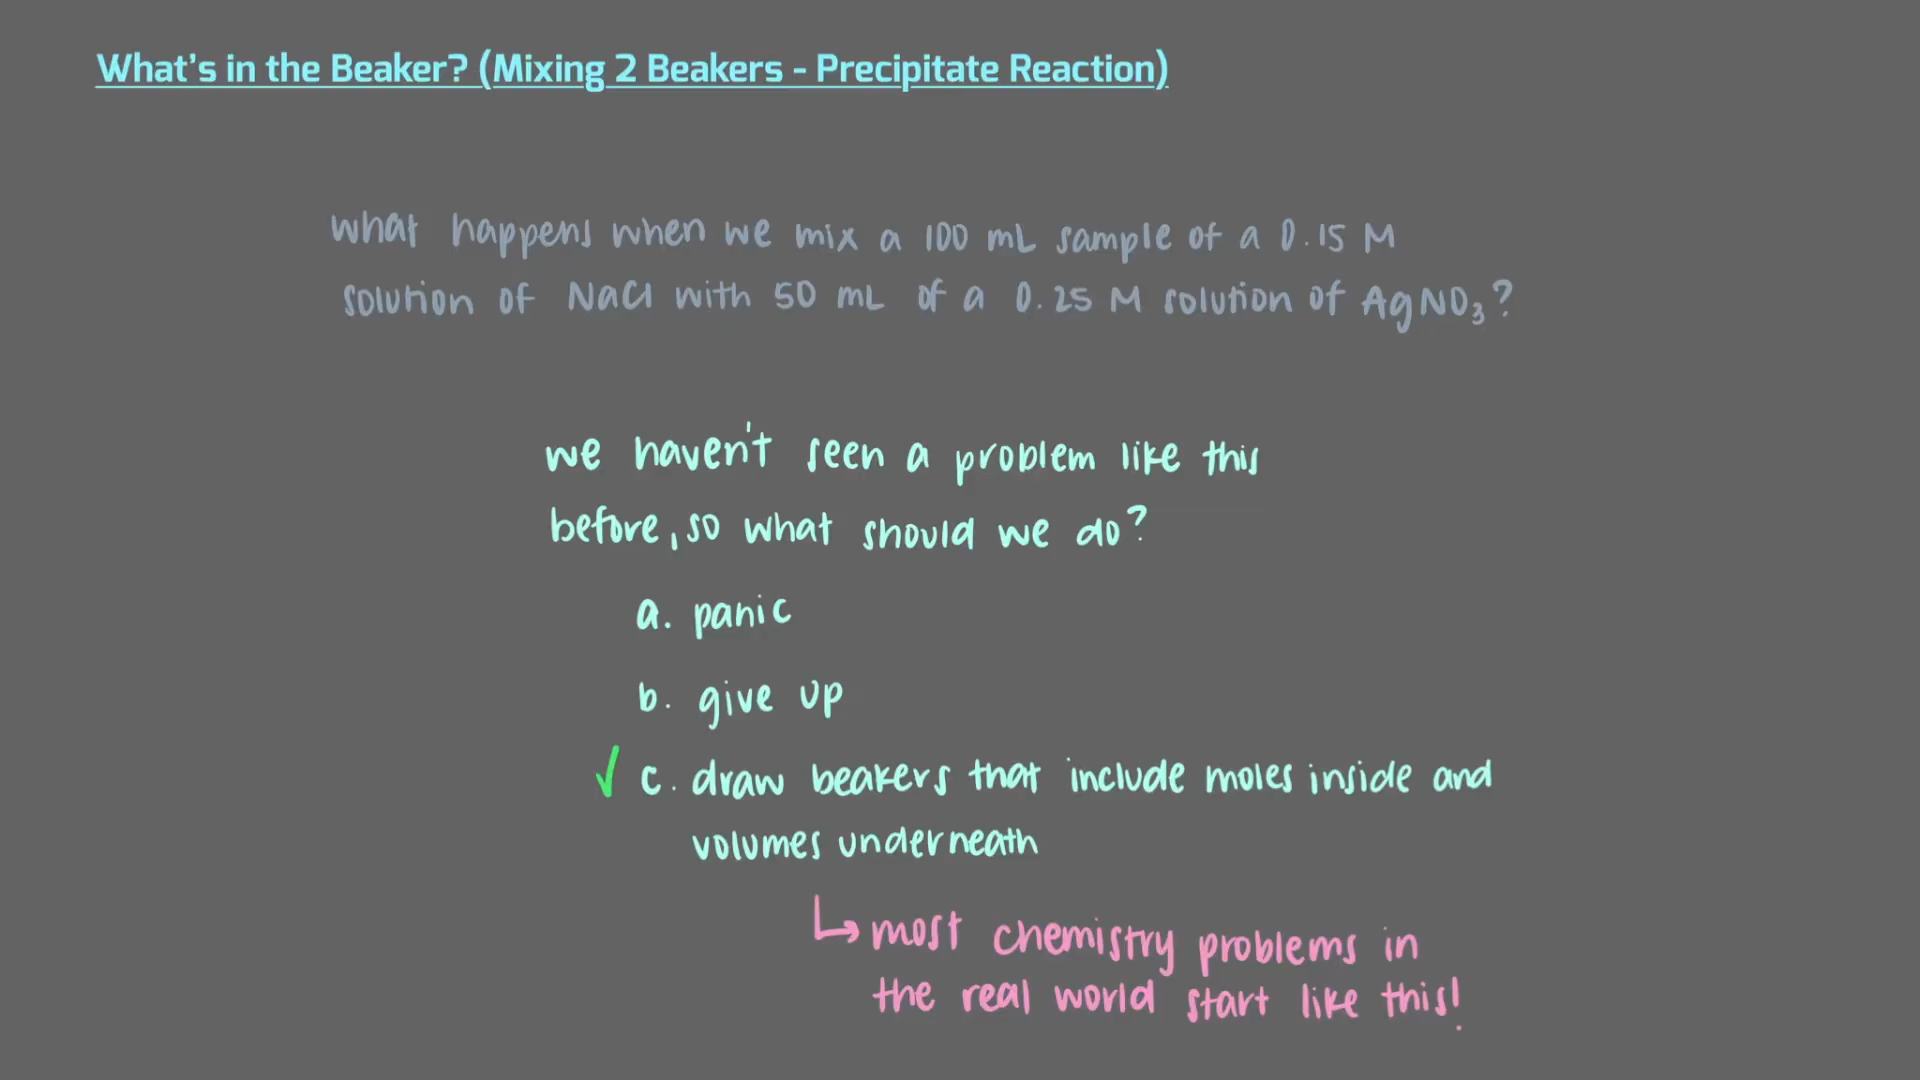 What's in the Beaker? (Mixing 2 Beakers - Precipitate Reaction)
what happens when we mix a 100 mL sample of a 0.15 M
solution of NaCl with 50 mL of a 0.25 M solution of AgNO₃?
we haven't seen a problem like this
before, so what should we do?
a. panic
b. give up
✓ c. draw beakers that include moles inside and
volumes underneath
↳ most chemistry problems in
the real world start like this!